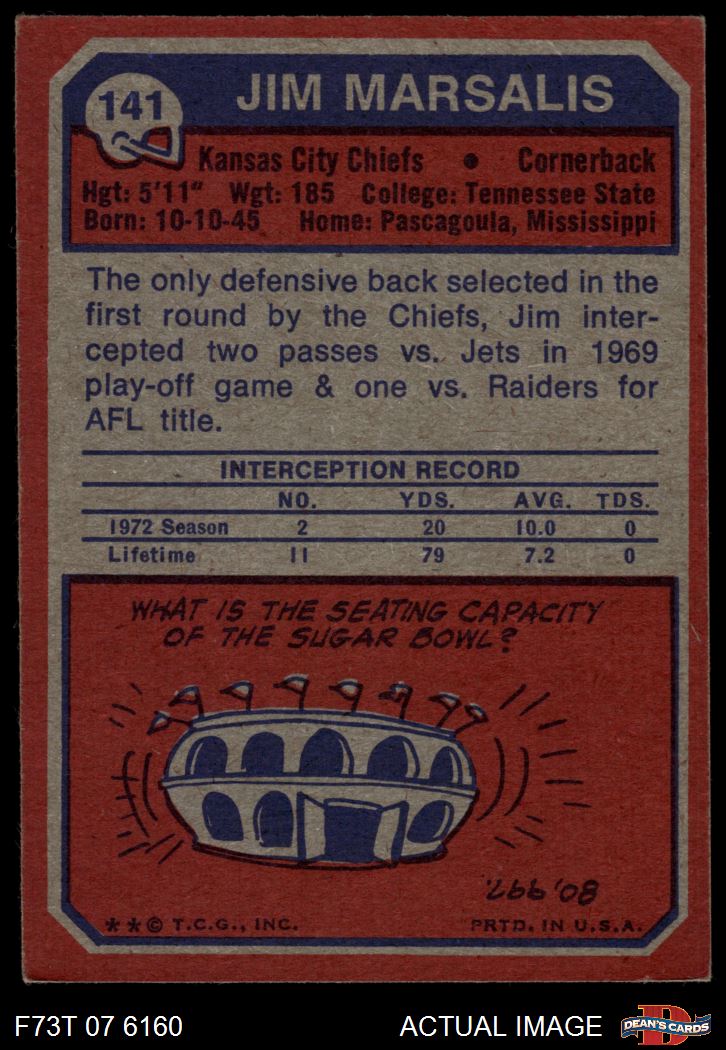 141
JIM MARSALIS
Kansas City Chiefs • Cornerback
Hgt: 5'11" Wgt: 185 College: Tennessee State
Born: 10-10-45 Home: Pascagoula, Mississippi
The only defensive back selected in the
first round by the Chiefs, Jim inter-
cepted two passes vs. Jets in 1969
play-off game & one vs. Raiders for
AFL title.
INTERCEPTION RECORD
NO. YDS. AVG. TDS.
1972 Season 2 20 10.0 0
Lifetime 11 79 7.2 0
WHAT IS THE SEATING CAPACITY
OF THE SUGAR BOWL?
80,997.
** © T.C.G., INC. PRTD. IN U.S.A.
F73T 07 6160 ACTUAL IMAGE
D
DEAN'S CARDS